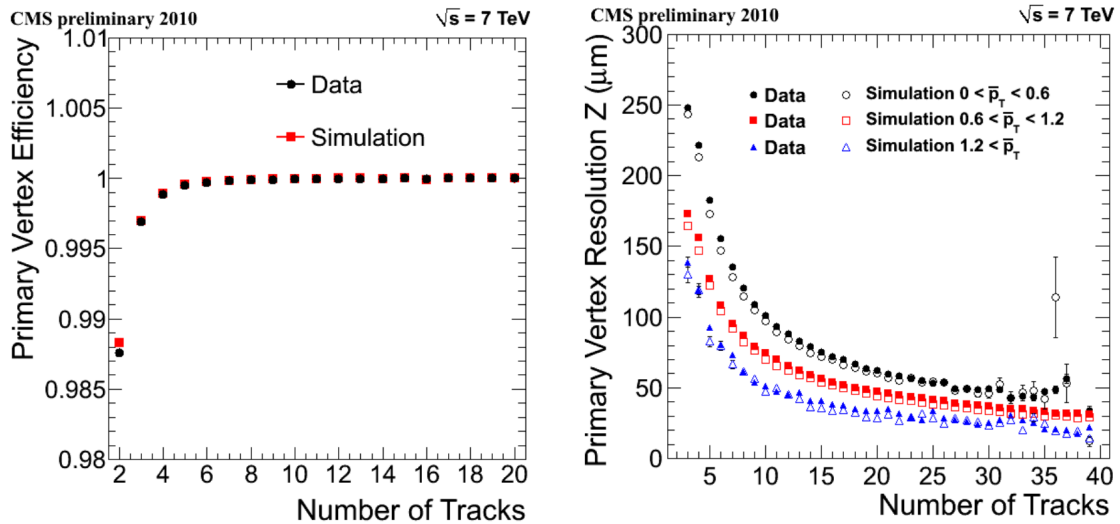 CMS preliminary 2010 √s = 7 TeV
Primary Vertex Efficiency
1.01
1.005
1
0.995
0.99
0.985
0.98
Data
Simulation
2 4 6 8 10 12 14 16 18 20
Number of Tracks
CMS preliminary 2010 √s = 7 TeV
Primary Vertex Resolution Z (μm)
300
250
200
150
100
50
0
Data Simulation 0 < p̅T < 0.6
Data Simulation 0.6 < p̅T < 1.2
Data Simulation 1.2 < p̅T
5 10 15 20 25 30 35 40
Number of Tracks